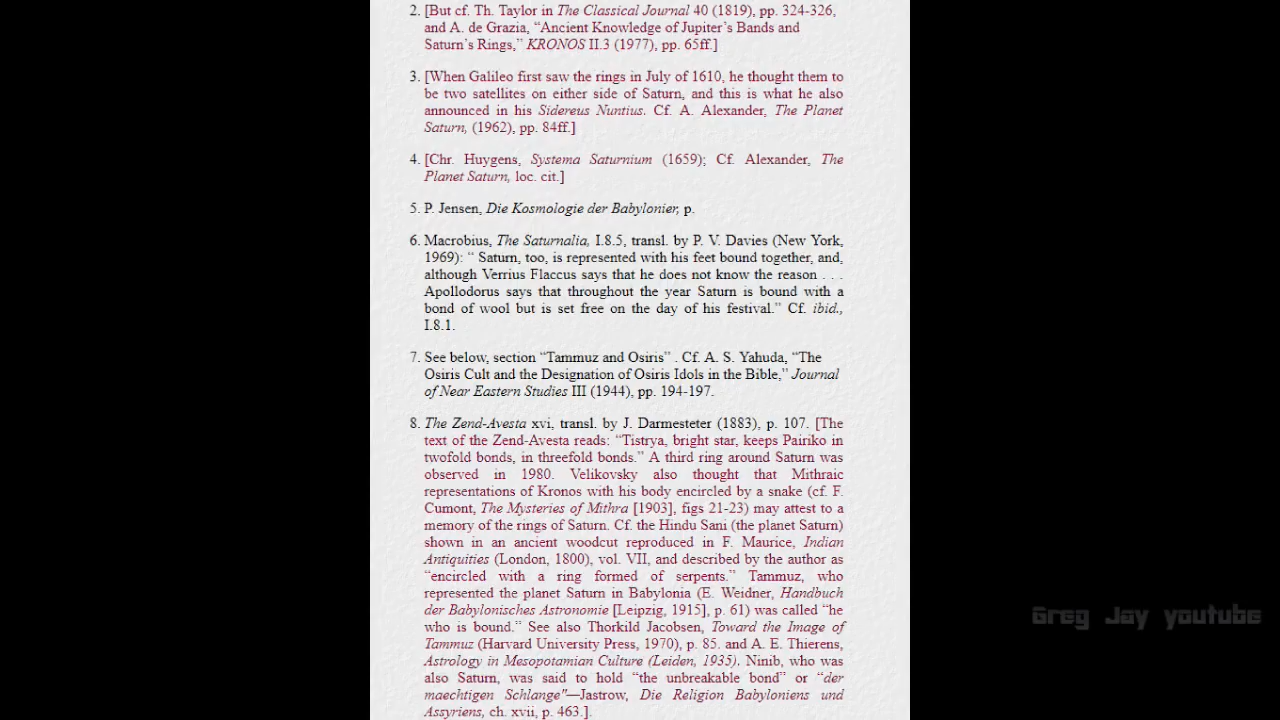 2. [But cf. Th. Taylor in The Classical Journal 40 (1819), pp. 324-326,
and A. de Grazia, “Ancient Knowledge of Jupiter’s Bands and
Saturn’s Rings,” KRONOS II.3 (1977), pp. 65ff.]
3. [When Galileo first saw the rings in July of 1610, he thought them to
be two satellites on either side of Saturn, and this is what he also
announced in his Sidereus Nuntius. Cf. A. Alexander, The Planet
Saturn, (1962), pp. 84ff.]
4. [Chr. Huygens, Systema Saturnium (1659); Cf. Alexander, The
Planet Saturn, loc. cit.]
5. P. Jensen, Die Kosmologie der Babylonier, p.
6. Macrobius, The Saturnalia, I.8.5, transl. by P. V. Davies (New York,
1969): “ Saturn, too, is represented with his feet bound together, and,
although Verrius Flaccus says that he does not know the reason . . .
Apollodorus says that throughout the year Saturn is bound with a
bond of wool but is set free on the day of his festival.” Cf. ibid.,
I.8.1.
7. See below, section “Tammuz and Osiris” . Cf. A. S. Yahuda, “The
Osiris Cult and the Designation of Osiris Idols in the Bible,” Journal
of Near Eastern Studies III (1944), pp. 194-197.
8. The Zend-Avesta xvi, transl. by J. Darmesteter (1883), p. 107. [The
text of the Zend-Avesta reads: “Tistrya, bright star, keeps Pairiko in
twofold bonds, in threefold bonds.” A third ring around Saturn was
observed in 1980. Velikovsky also thought that Mithraic
representations of Kronos with his body encircled by a snake (cf. F.
Cumont, The Mysteries of Mithra [1903], figs 21-23) may attest to a
memory of the rings of Saturn. Cf. the Hindu Sani (the planet Saturn)
shown in an ancient woodcut reproduced in F. Maurice, Indian
Antiquities (London, 1800), vol. VII, and described by the author as
“encircled with a ring formed of serpents.” Tammuz, who
represented the planet Saturn in Babylonia (E. Weidner, Handbuch
der Babylonisches Astronomie [Leipzig, 1915], p. 61) was called “he
who is bound.” See also Thorkild Jacobsen, Toward the Image of
Tammuz (Harvard University Press, 1970), p. 85. and A. E. Thierens,
Astrology in Mesopotamian Culture (Leiden, 1935). Ninib, who was
also Saturn, was said to hold “the unbreakable bond” or “der
maechtigen Schlange”—Jastrow, Die Religion Babyloniens und
Assyriens, ch. xvii, p. 463.].
Greg Jay youtube